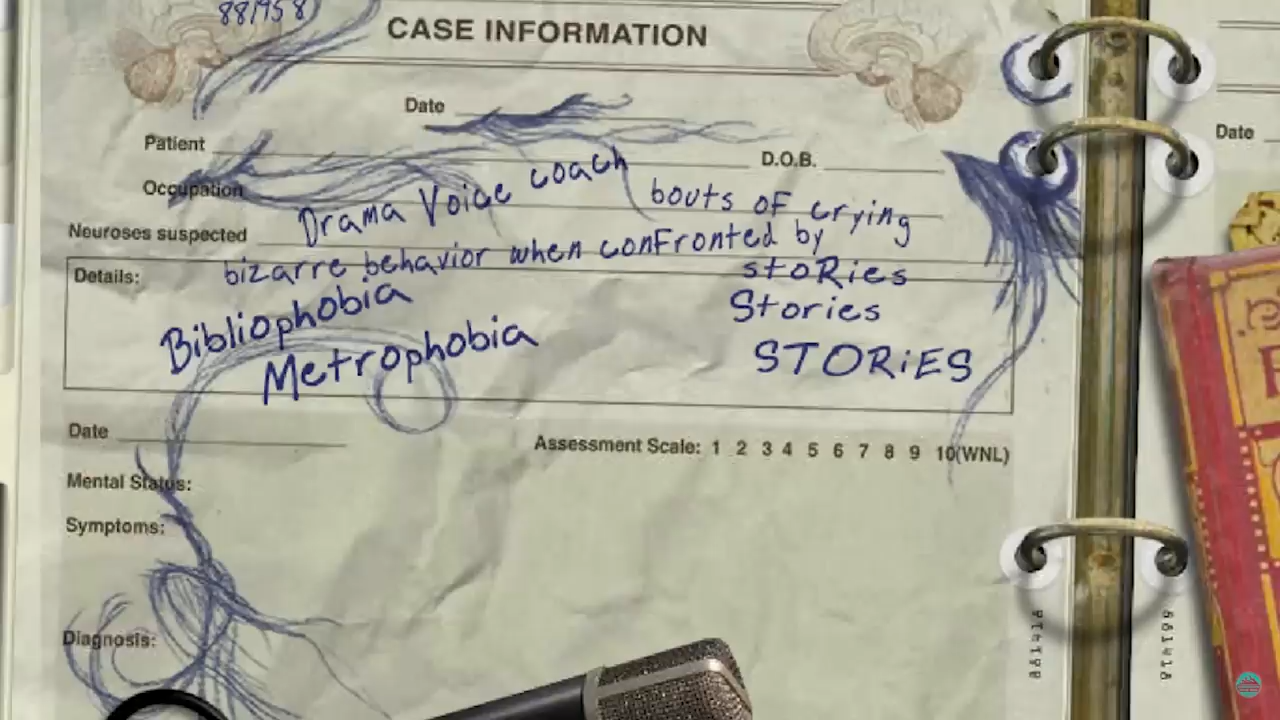 881958
CASE INFORMATION
Date
Date
Patient
D.O.B.
Occupation
Drama Voice coach
bouts of crying
Neuroses suspected
bizarre behavior when confronted by
stoRies
Details:
Bibliophobia
Stories
Metrophobia
STORiES
Date
Assessment Scale: 1 2 3 4 5 6 7 8 9 10(WNL)
Mental Status:
Symptoms:
Diagnosis: